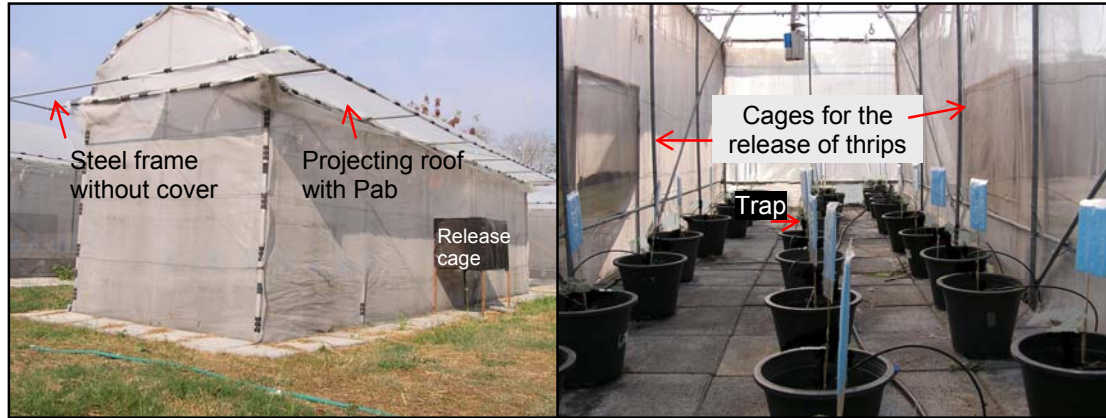 Steel frame
without cover
Projecting roof
with Pab
Release
cage
Cages for the
release of thrips
Trap